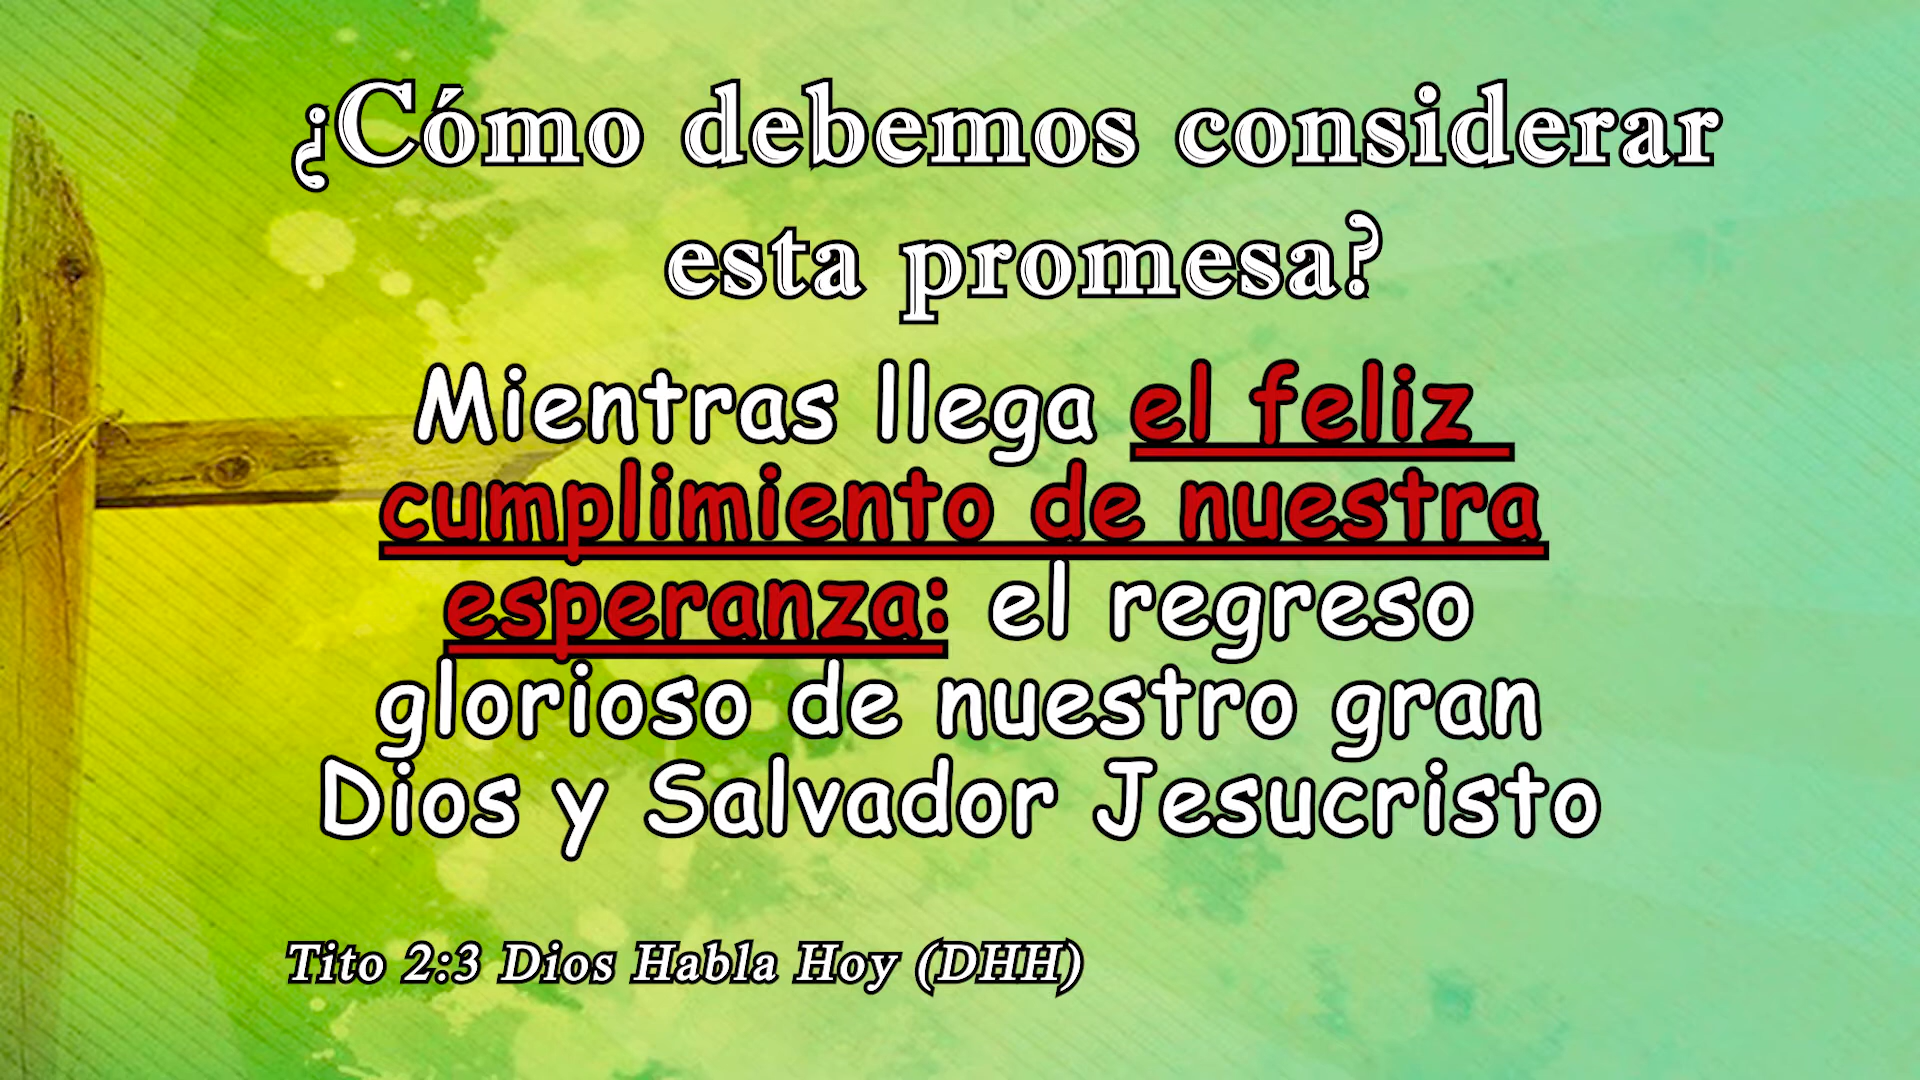 ¿Cómo debemos considerar
esta promesa?
Mientras llega el feliz
cumplimiento de nuestra
esperanza: el regreso
glorioso de nuestro gran
Dios y Salvador Jesucristo
Tito 2:3 Dios Habla Hoy (DHH)